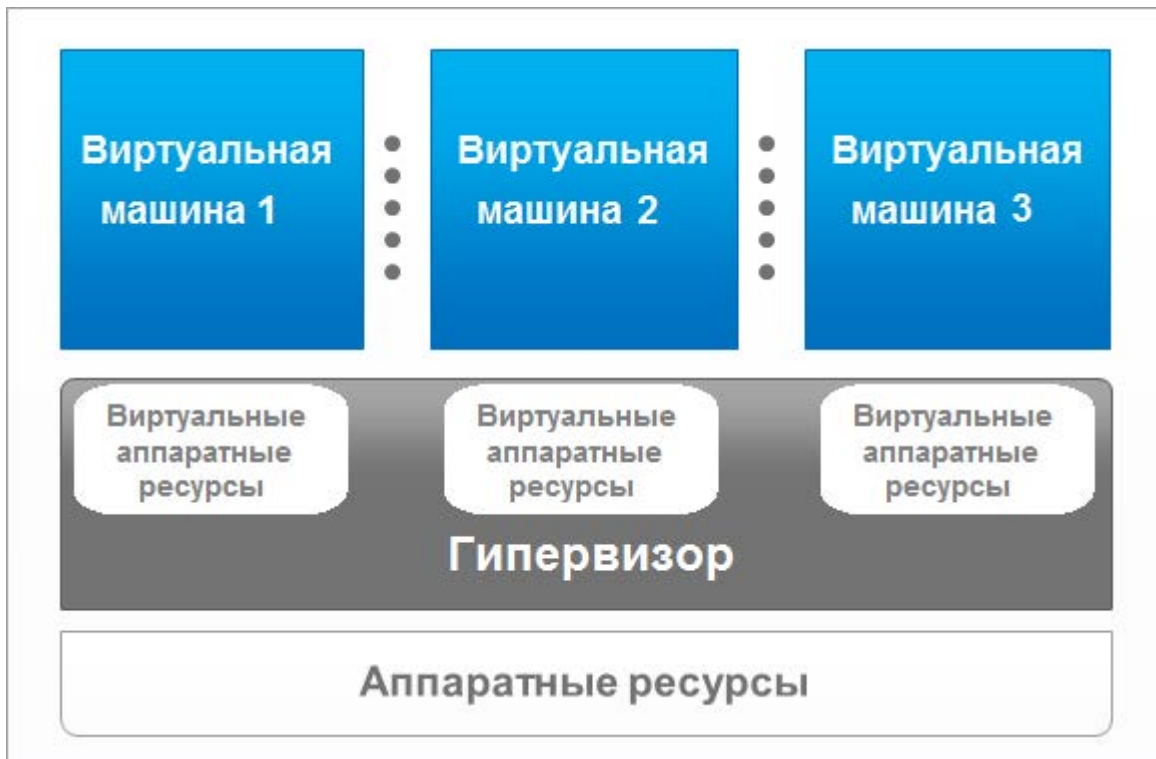 Виртуальная
машина 1
Виртуальная
машина 2
Виртуальная
машина 3
Виртуальные
аппаратные
ресурсы
Виртуальные
аппаратные
ресурсы
Виртуальные
аппаратные
ресурсы
Гипервизор
Аппаратные ресурсы